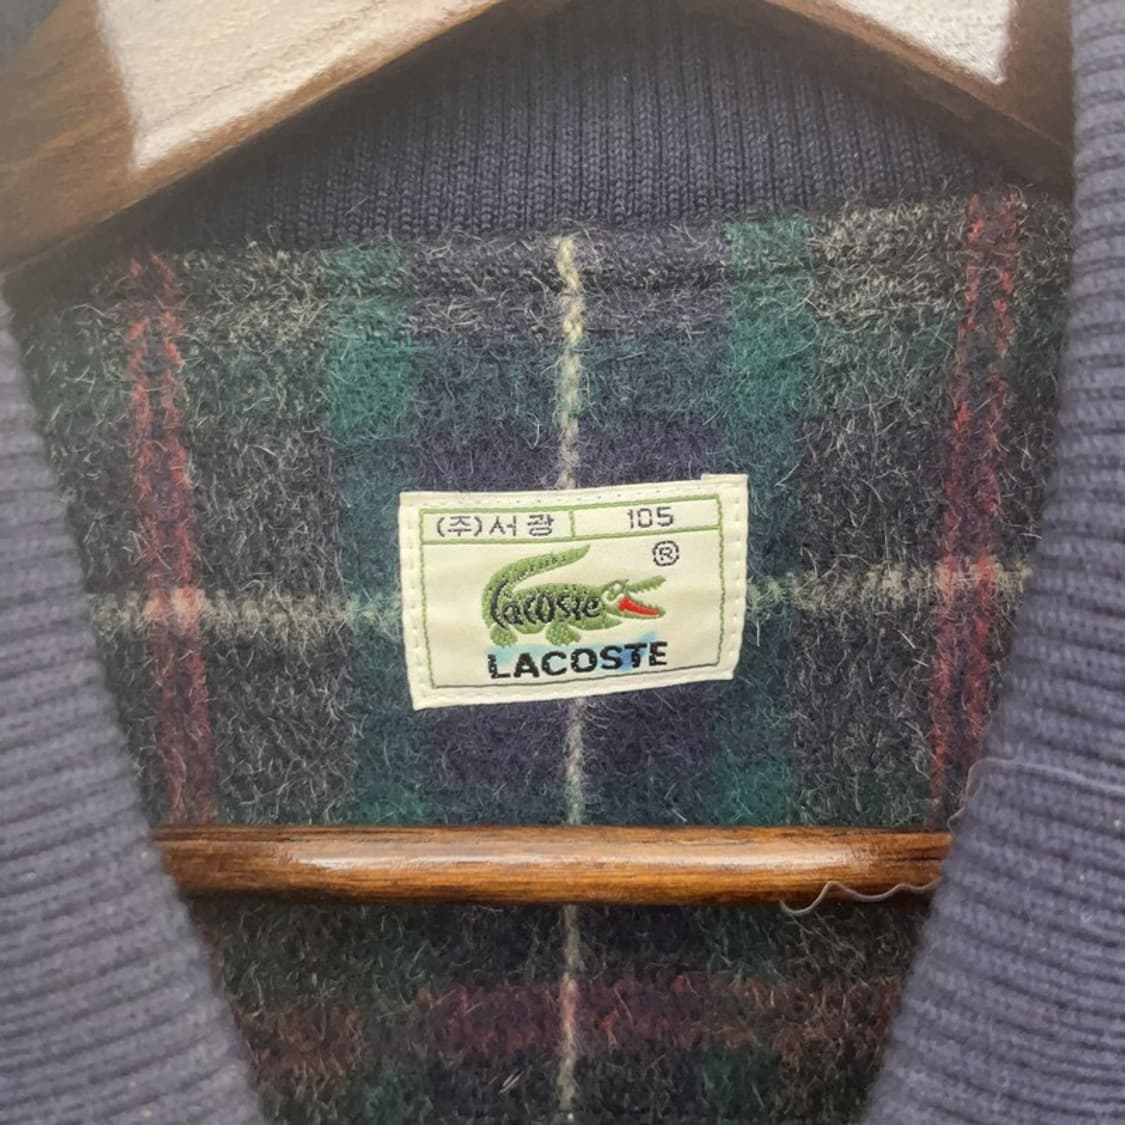 (주)서광 105
®
Lacoste
LACOSTE